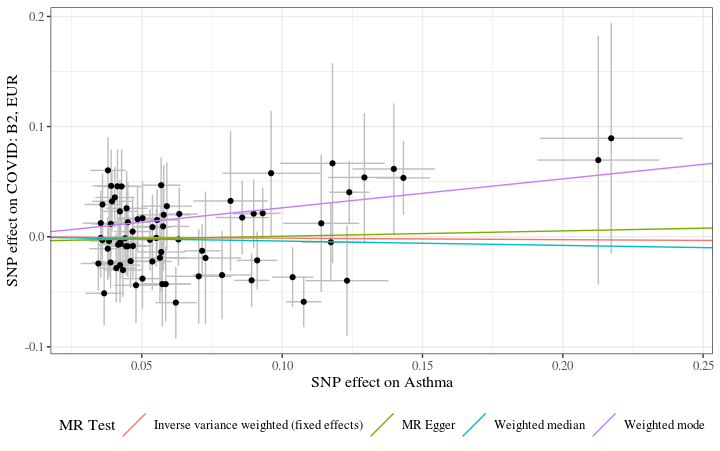 SNP effect on COVID: B2, EUR
0.2
0.1
0.0
-0.1
0.05
0.10
0.15
0.20
0.25
SNP effect on Asthma
MR Test
Inverse variance weighted (fixed effects)
MR Egger
Weighted median
Weighted mode